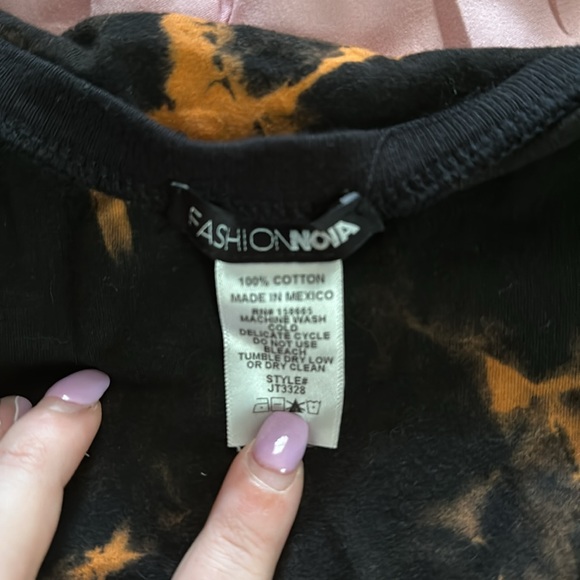 FASHIONNOVA
100% COTTON
MADE IN MEXICO
RN# 158665
MACHINE WASH
COLD
DELICATE CYCLE
DO NOT USE
BLEACH
TUMBLE DRY LOW
OR DRY CLEAN
STYLE#
JT3328